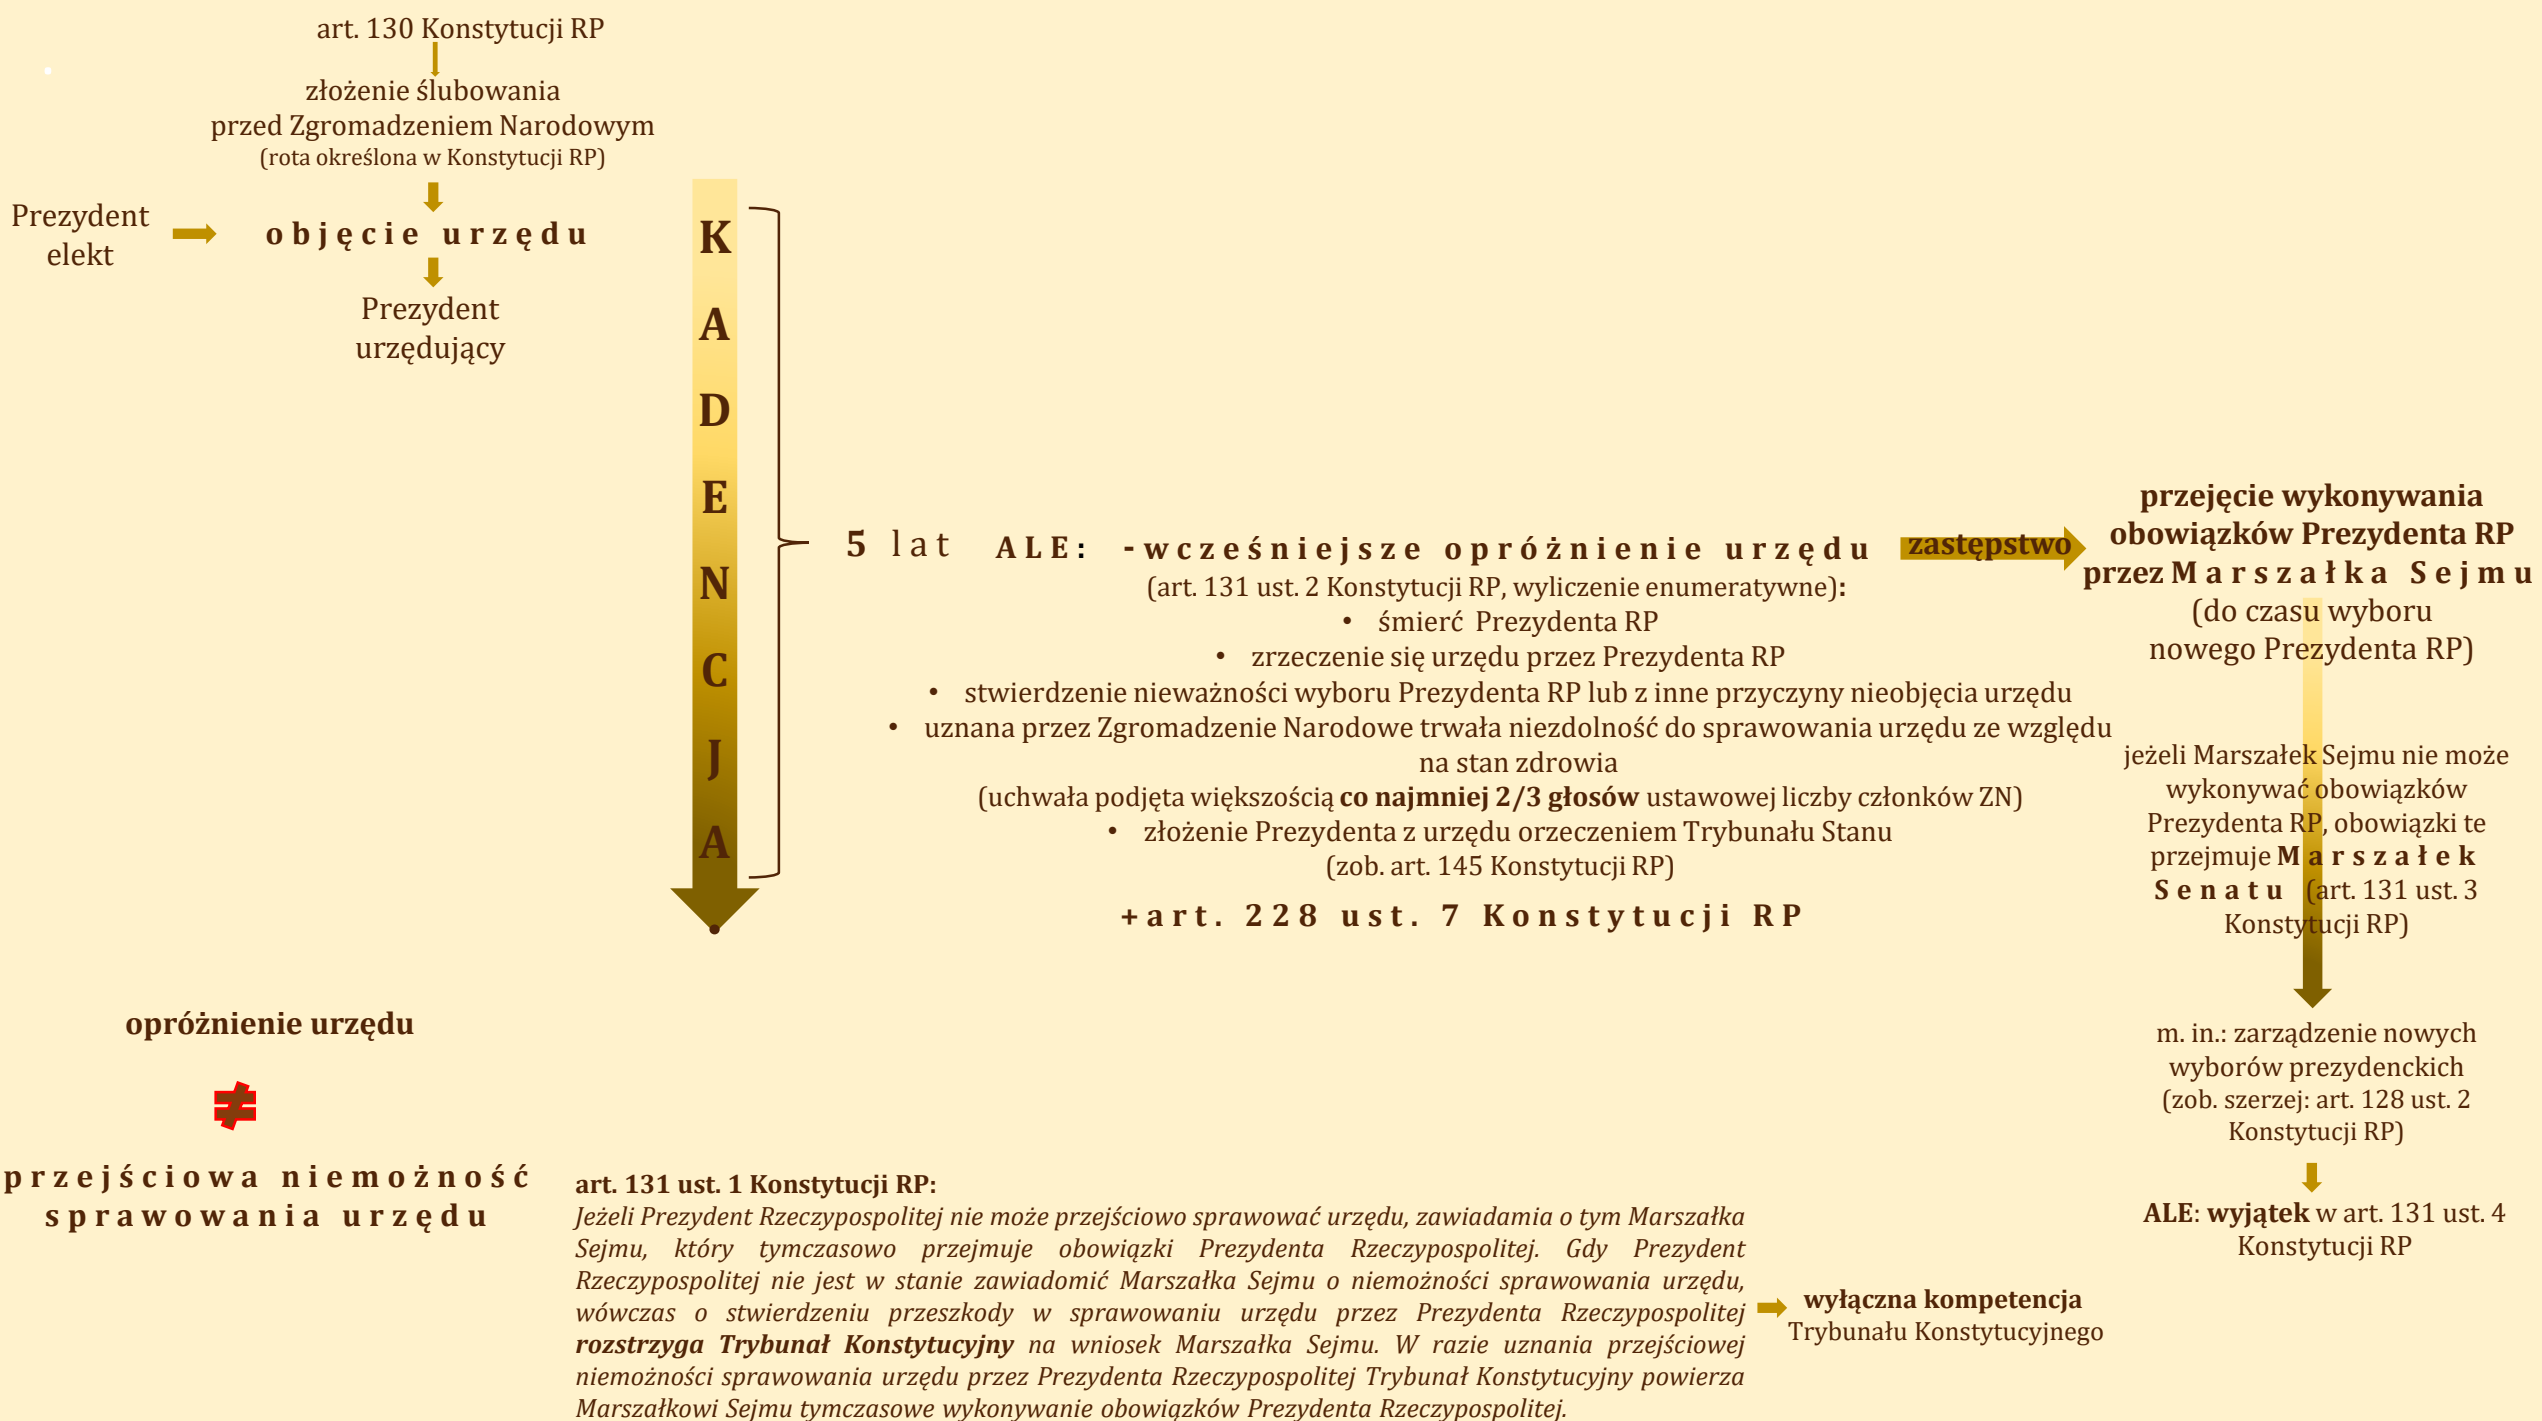 art. 130 Konstytucji RP
złożenie ślubowania
przed Zgromadzeniem Narodowym
(rota określona w Konstytucji RP)
Prezydent
elekt
objęcie urzędu
Prezydent
urzędujący
K
A
D
E
N
C
J
A
5 lat
ALE: -wcześniejsze opróżnienie urzędu
(art. 131 ust. 2 Konstytucji RP, wyliczenie enumeratywne):
• śmierć Prezydenta RP
• zrzeczenie się urzędu przez Prezydenta RP
• stwierdzenie nieważności wyboru Prezydenta RP lub z inne przyczyny nieobjęcia urzędu
• uznana przez Zgromadzenie Narodowe trwała niezdolność do sprawowania urzędu ze względu
na stan zdrowia
(uchwała podjęta większością co najmniej 2/3 głosów ustawowej liczby członków ZN)
• złożenie Prezydenta z urzędu orzeczeniem Trybunału Stanu
(zob. art. 145 Konstytucji RP)
+art. 228 ust. 7 Konstytucji RP
zastępstwo
przejęcie wykonywania
obowiązków Prezydenta RP
przez Marszałka Sejmu
(do czasu wyboru
nowego Prezydenta RP)
jeżeli Marszałek Sejmu nie może
wykonywać obowiązków
Prezydenta RP, obowiązki te
przejmuje Marszałek
Senatu (art. 131 ust. 3
Konstytucji RP)
m. in.: zarządzenie nowych
wyborów prezydenckich
(zob. szerzej: art. 128 ust. 2
Konstytucji RP)
ALE: wyjątek w art. 131 ust. 4
Konstytucji RP
opróżnienie urzędu
≠
przejściowa niemożność
sprawowania urzędu
art. 131 ust. 1 Konstytucji RP:
Jeżeli Prezydent Rzeczypospolitej nie może przejściowo sprawować urzędu, zawiadamia o tym Marszałka
Sejmu, który tymczasowo przejmuje obowiązki Prezydenta Rzeczypospolitej. Gdy Prezydent
Rzeczypospolitej nie jest w stanie zawiadomić Marszałka Sejmu o niemożności sprawowania urzędu,
wówczas o stwierdzeniu przeszkody w sprawowaniu urzędu przez Prezydenta Rzeczypospolitej
rozstrzyga Trybunał Konstytucyjny na wniosek Marszałka Sejmu. W razie uznania przejściowej
niemożności sprawowania urzędu przez Prezydenta Rzeczypospolitej Trybunał Konstytucyjny powierza
Marszałkowi Sejmu tymczasowe wykonywanie obowiązków Prezydenta Rzeczypospolitej.
wyłączna kompetencja
Trybunału Konstytucyjnego